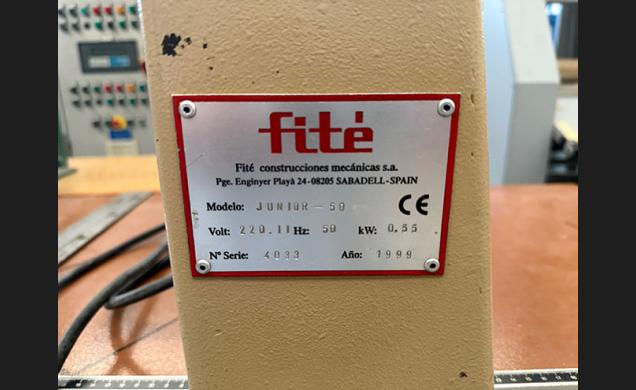 fité
Fité construcciones mecánicas s.a.
Pge. Enginyer Playà 24-08205 SABADELL-SPAIN
Modelo: JUNIOR-50 CE
Volt: 220.II Hz: 50 kW: 0,55
Nº Serie: 4033 Año: 1999